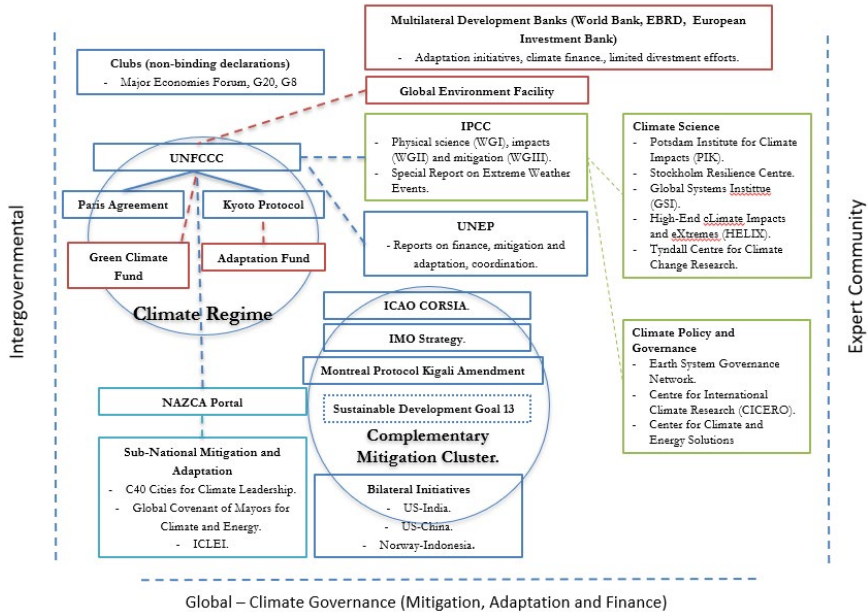 Multilateral Development Banks (World Bank, EBRD, European
Investment Bank)
- Adaptation initiatives, climate finance., limited divestment efforts.
Clubs (non-binding declarations)
- Major Economies Forum, G20, G8
Global Environment Facility
IPCC
- Physical science (WGI), impacts
(WGII) and mitigation (WGIII).
- Special Report on Extreme Weather
Events.
Climate Science
- Potsdam Institute for Climate
Impacts (PIK).
- Stockholm Resilience Centre.
- Global Systems Instittue
(GSI).
- High-End cLimate Impacts
and eXtremes (HELIX).
- Tyndall Centre for Climate
Change Research.
UNFCCC
Paris Agreement
Kyoto Protocol
Green Climate
Fund
Adaptation Fund
Climate Regime
UNEP
- Reports on finance, mitigation and
adaptation, coordination.
Intergovernmental
Expert Community
ICAO CORSIA.
IMO Strategy.
Montreal Protocol Kigali Amendment
Sustainable Development Goal 13
Complementary
Mitigation Cluster.
Climate Policy and
Governance
- Earth System Governance
Network.
- Centre for International
Climate Research (CICERO).
- Center for Climate and
Energy Solutions
NAZCA Portal
Sub-National Mitigation and
Adaptation
- C40 Cities for Climate Leadership.
- Global Covenant of Mayors for
Climate and Energy.
- ICLEI.
Bilateral Initiatives
- US-India.
- US-China.
- Norway-Indonesia.
Global – Climate Governance (Mitigation, Adaptation and Finance)